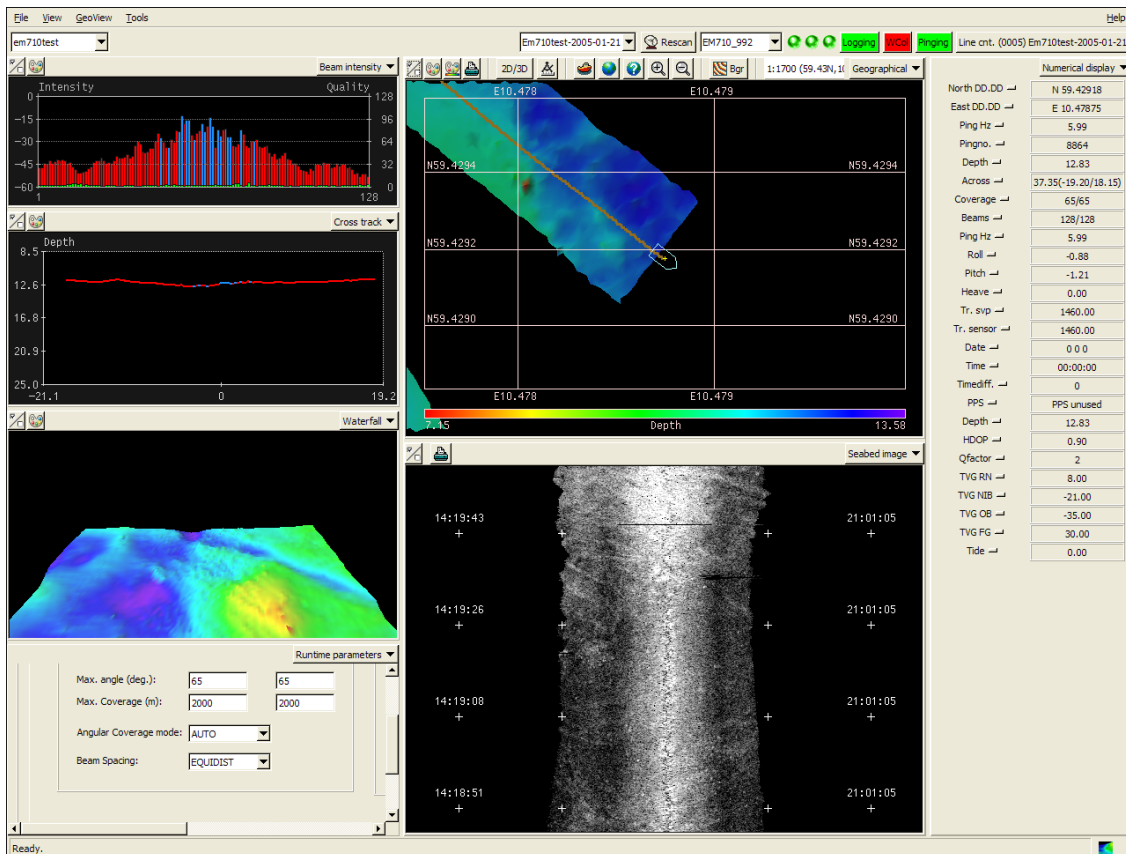 File View GeoView Tools Help
em710test
Em710test-2005-01-21 Rescan EM710_992 Logging WCol Pinging Line cnt. (0005) Em710test-2005-01-21
Beam intensity
Intensity Quality
0 128
-15 96
-30 64
-45 32
-60 0
1 128
Cross track
Depth
8.5
12.6
16.8
20.9
25.0
-21.1 0 19.2
Waterfall
Runtime parameters
Max. angle (deg.): 65 65
Max. Coverage (m): 2000 2000
Angular Coverage mode: AUTO
Beam Spacing: EQUIDIST
2D/3D Bgr 1:1700 (59.43N,10 Geographical
E10.478 E10.479
N59.4294 N59.4294
N59.4292 N59.4292
N59.4290 N59.4290
E10.478 E10.479
7.15 Depth 13.58
Seabed image
14:19:43 21:01:05
14:19:26 21:01:05
14:19:08 21:01:05
14:18:51 21:01:05
Numerical display
North DD.DD N 59.42918
East DD.DD E 10.47875
Ping Hz 5.99
Pingno. 8864
Depth 12.83
Across 37.35(-19.20/18.15)
Coverage 65/65
Beams 128/128
Ping Hz 5.99
Roll -0.88
Pitch -1.21
Heave 0.00
Tr. svp 1460.00
Tr. sensor 1460.00
Date 0 0 0
Time 00:00:00
Timediff. 0
PPS PPS unused
Depth 12.83
HDOP 0.90
Qfactor 2
TVG RN 8.00
TVG NIB -21.00
TVG OB -35.00
TVG FG 30.00
Tide 0.00
Ready.